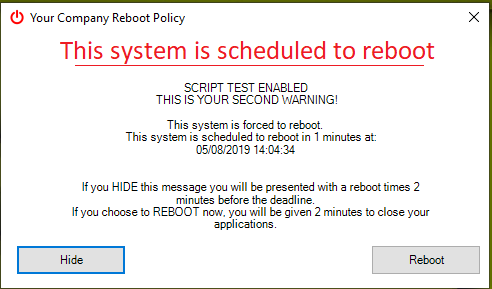 Your Company Reboot Policy
This system is scheduled to reboot
SCRIPT TEST ENABLED
THIS IS YOUR SECOND WARNING!
This system is forced to reboot.
This system is scheduled to reboot in 1 minutes at:
05/08/2019 14:04:34
If you HIDE this message you will be presented with a reboot times 2
minutes before the deadline.
If you choose to REBOOT now, you will be given 2 minutes to close your
applications.
Hide
Reboot